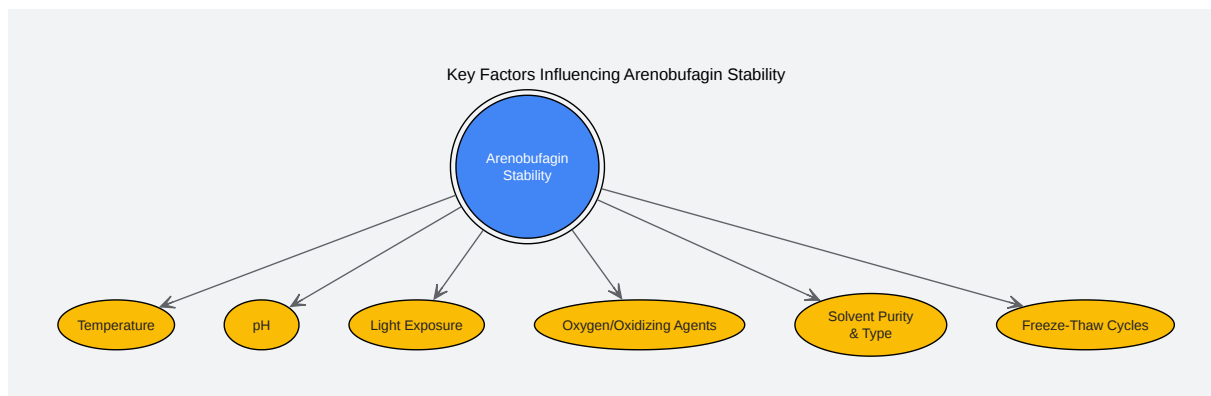 Key Factors Influencing Arenobufagin Stability
Arenobufagin
Stability
Temperature
pH
Light Exposure
Oxygen/Oxidizing Agents
Solvent Purity
& Type
Freeze-Thaw Cycles